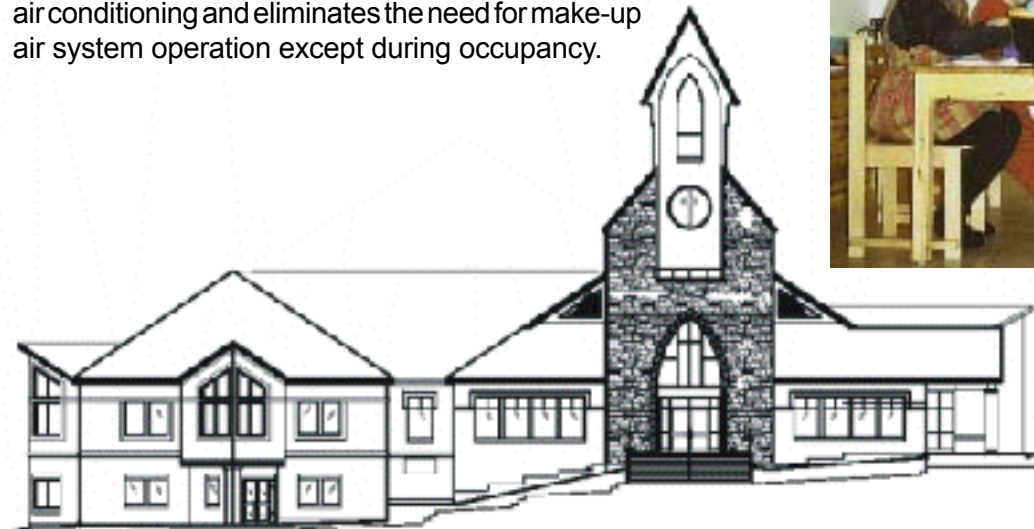 air conditioning and eliminates the need for make-up
air system operation except during occupancy.